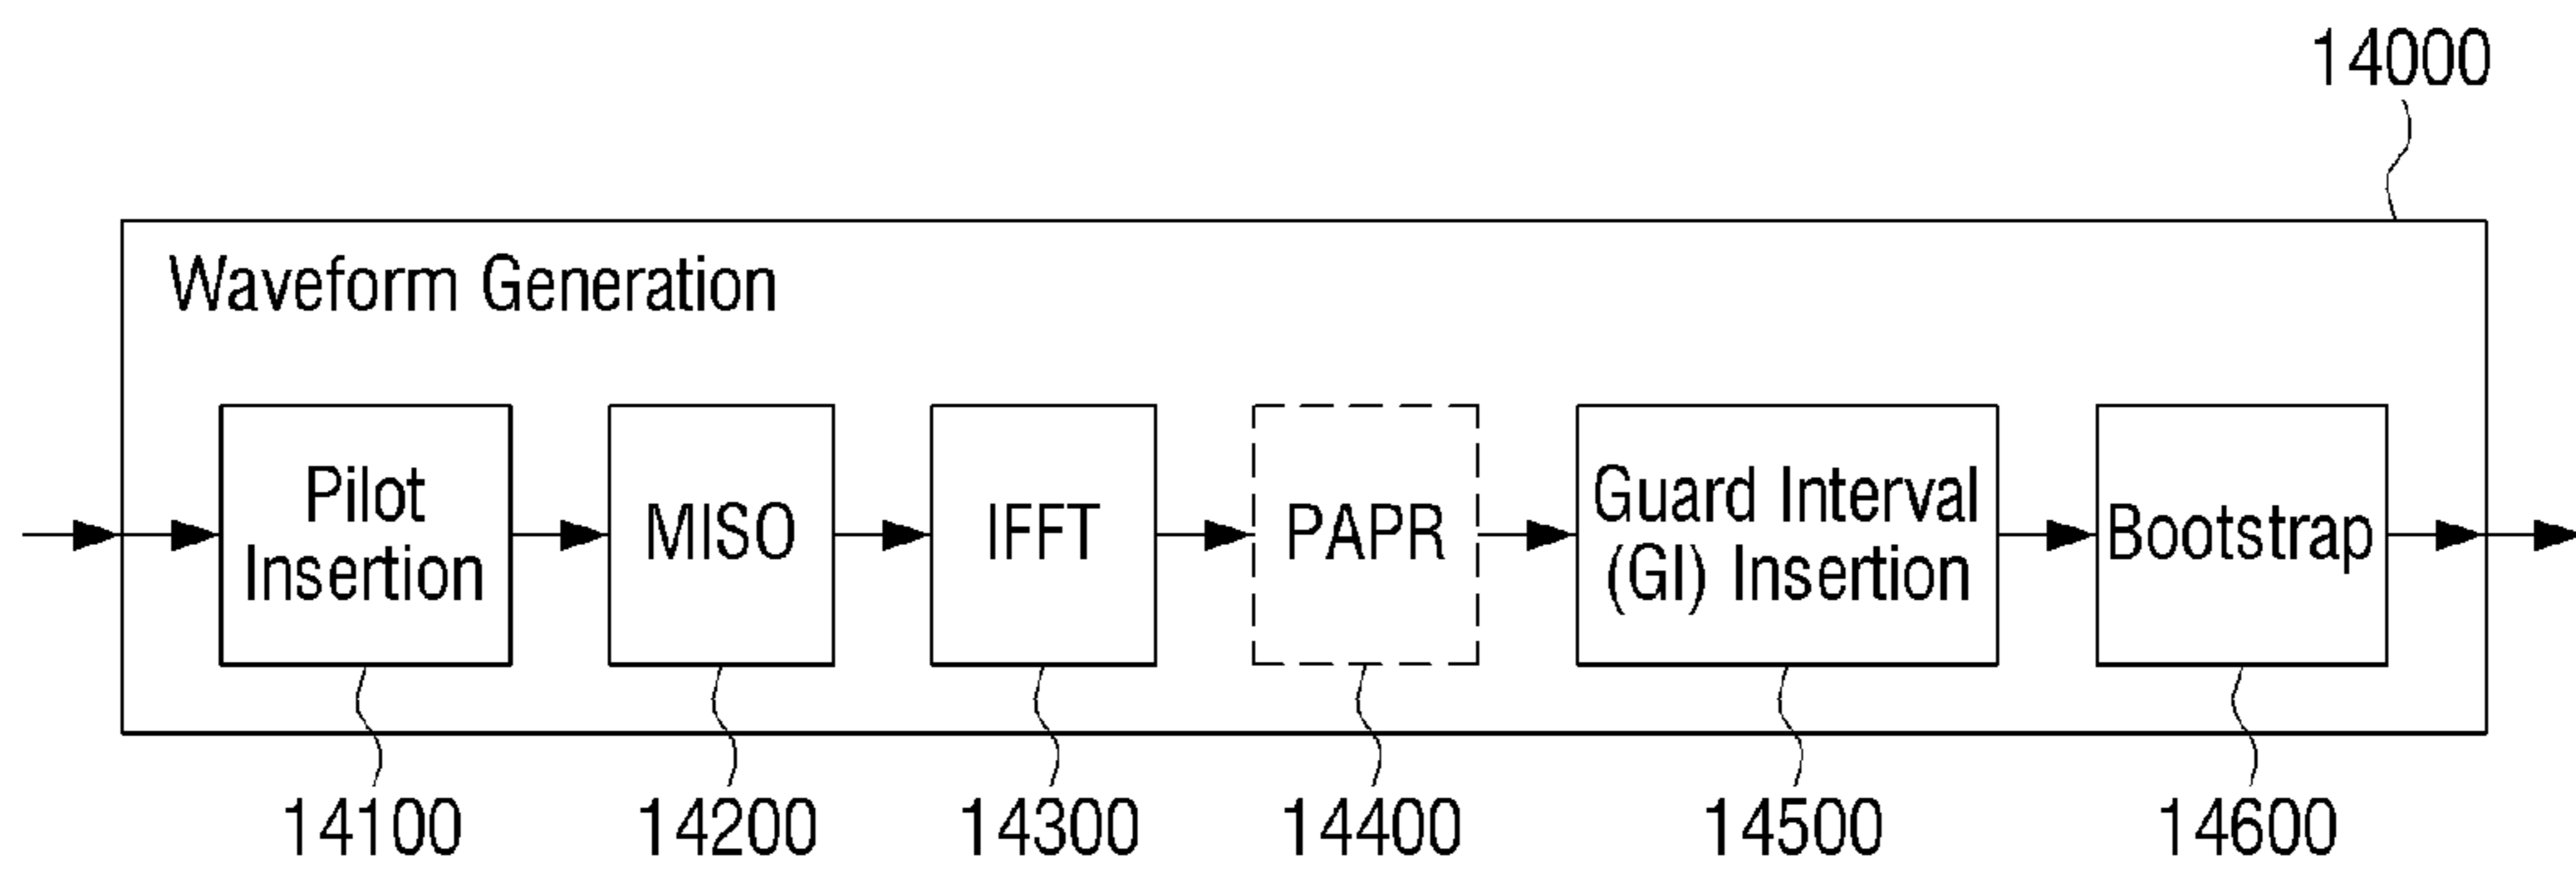 14000
Waveform Generation
Pilot
Insertion
MISO
IFFT
PAPR
Guard Interval
(GI) Insertion
Bootstrap
14100
14200
14300
14400
14500
14600